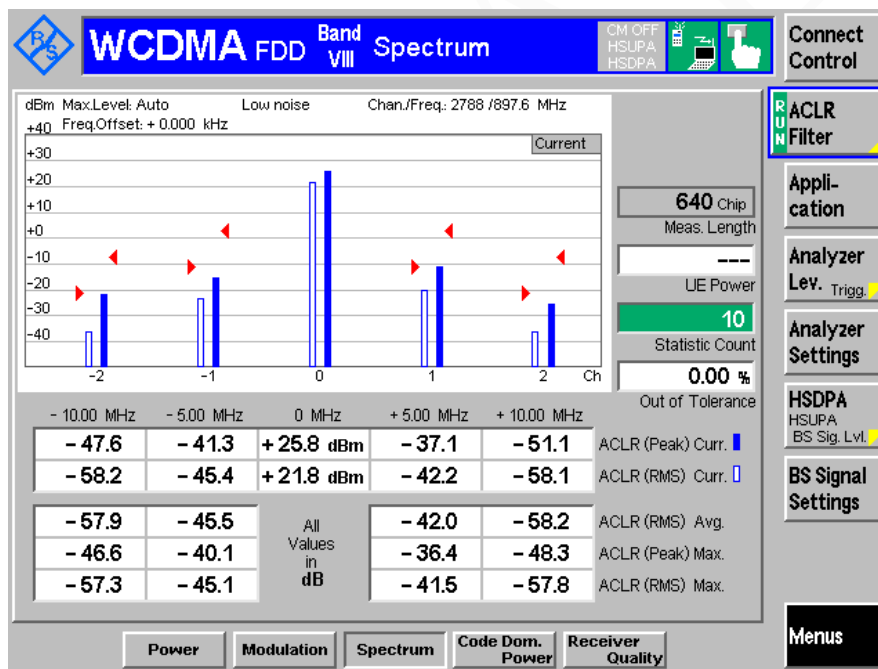 R/S
WCDMA FDD Band VIII Spectrum
CM OFF
HSUPA
HSDPA
Connect Control
dBm Max.Level: Auto Low noise Chan./Freq.: 2788 /897.6 MHz
+40 Freq.Offset: + 0.000 kHz
Current
+30
+20
+10
+0
-10
-20
-30
-40
-2 -1 0 1 2 Ch
640 Chip
Meas. Length
---
UE Power
10
Statistic Count
0.00 %
Out of Tolerance
- 10.00 MHz - 5.00 MHz 0 MHz + 5.00 MHz + 10.00 MHz
- 47.6 - 41.3 + 25.8 dBm - 37.1 - 51.1 ACLR (Peak) Curr.
- 58.2 - 45.4 + 21.8 dBm - 42.2 - 58.1 ACLR (RMS) Curr.
- 57.9 - 45.5 - 42.0 - 58.2 ACLR (RMS) Avg.
- 46.6 - 40.1 - 36.4 - 48.3 ACLR (Peak) Max.
- 57.3 - 45.1 - 41.5 - 57.8 ACLR (RMS) Max.
All
Values
in
dB
RUN
ACLR
Filter
Appli-
cation
Analyzer
Lev. Trigg.
Analyzer
Settings
HSDPA
HSUPA
BS Sig. Lvl.
BS Signal
Settings
Menus
Power Modulation Spectrum Code Dom. Power Receiver Quality